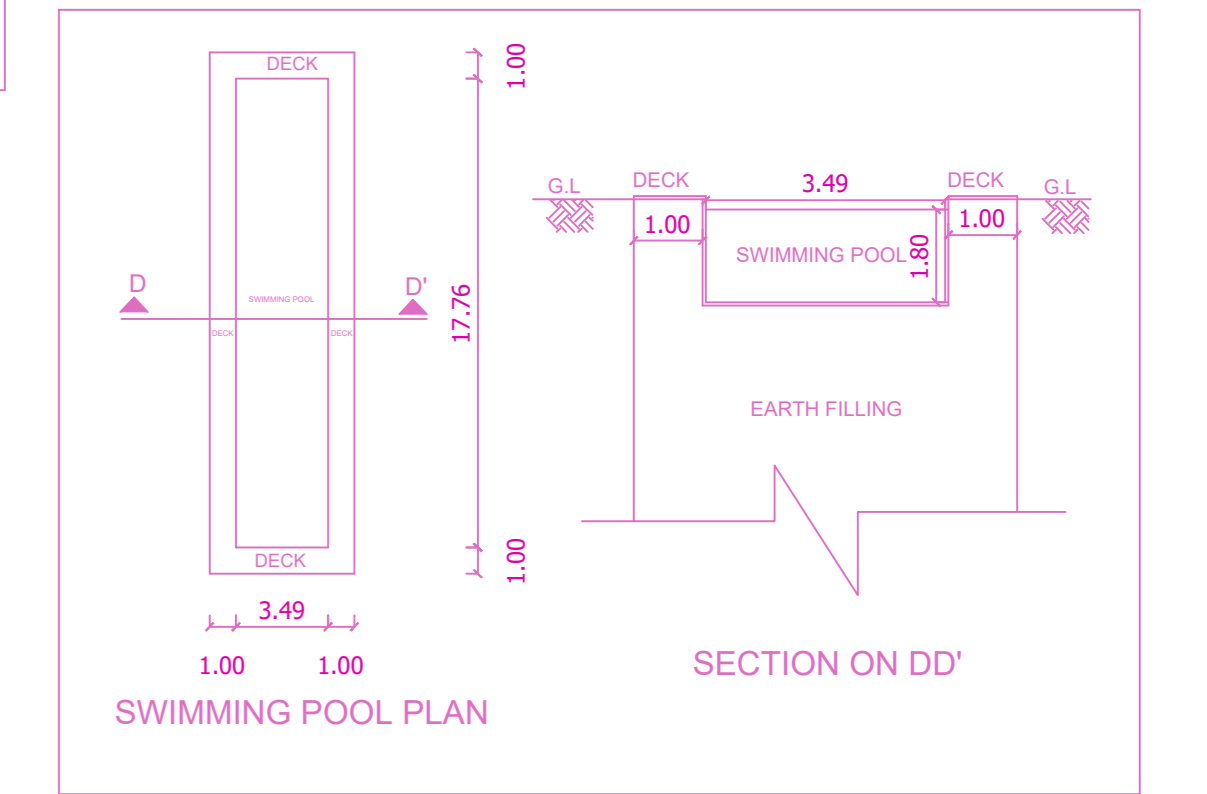 DECK
1.00
D
D'
SWIMMING POOL
DECK
DECK
17.76
DECK
1.00
3.49
1.00
1.00
SWIMMING POOL PLAN
G.L
DECK
3.49
DECK
G.L
1.00
1.00
SWIMMING POOL
1.80
EARTH FILLING
SECTION ON DD'